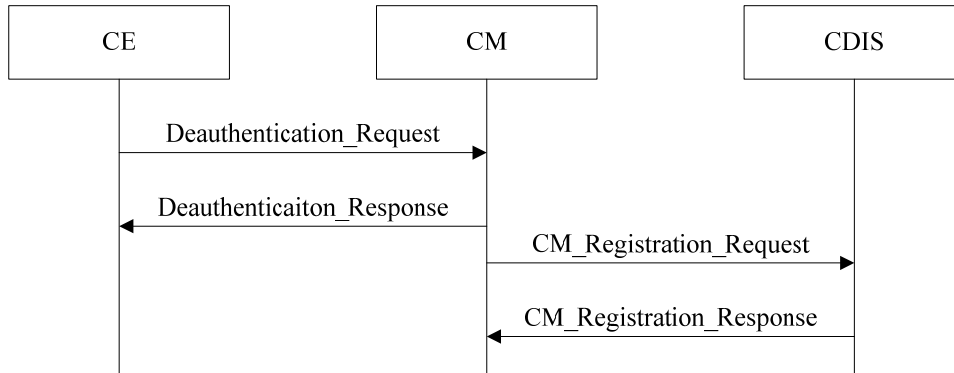 CE
CM
CDIS
Deauthentication_Request
Deauthenticaiton_Response
CM_Registration_Request
CM_Registration_Response